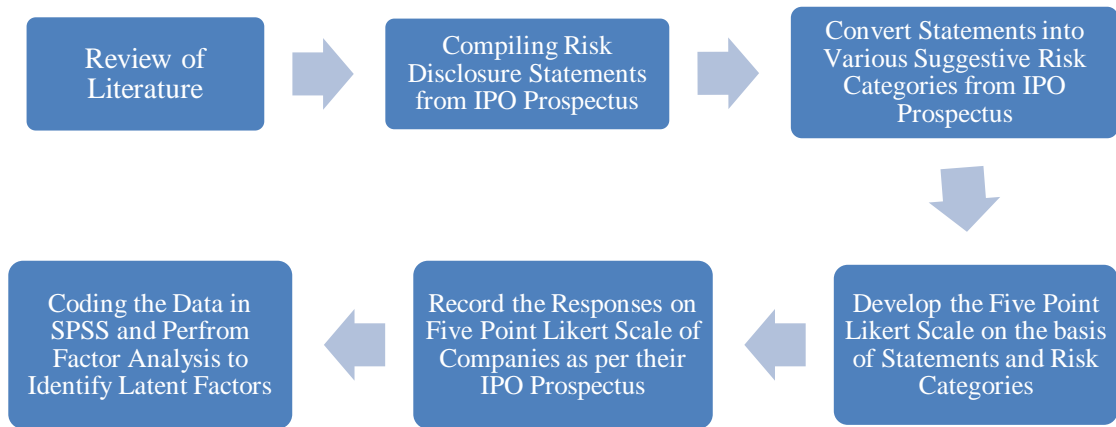 Review of
Literature
Compiling Risk
Disclosure Statements
from IPO Prospectus
Convert Statements into
Various Suggestive Risk
Categories from IPO
Prospectus
Develop the Five Point
Likert Scale on the basis
of Statements and Risk
Categories
Record the Responses on
Five Point Likert Scale of
Companies as per their
IPO Prospectus
Coding the Data in
SPSS and Perfrom
Factor Analysis to
Identify Latent Factors